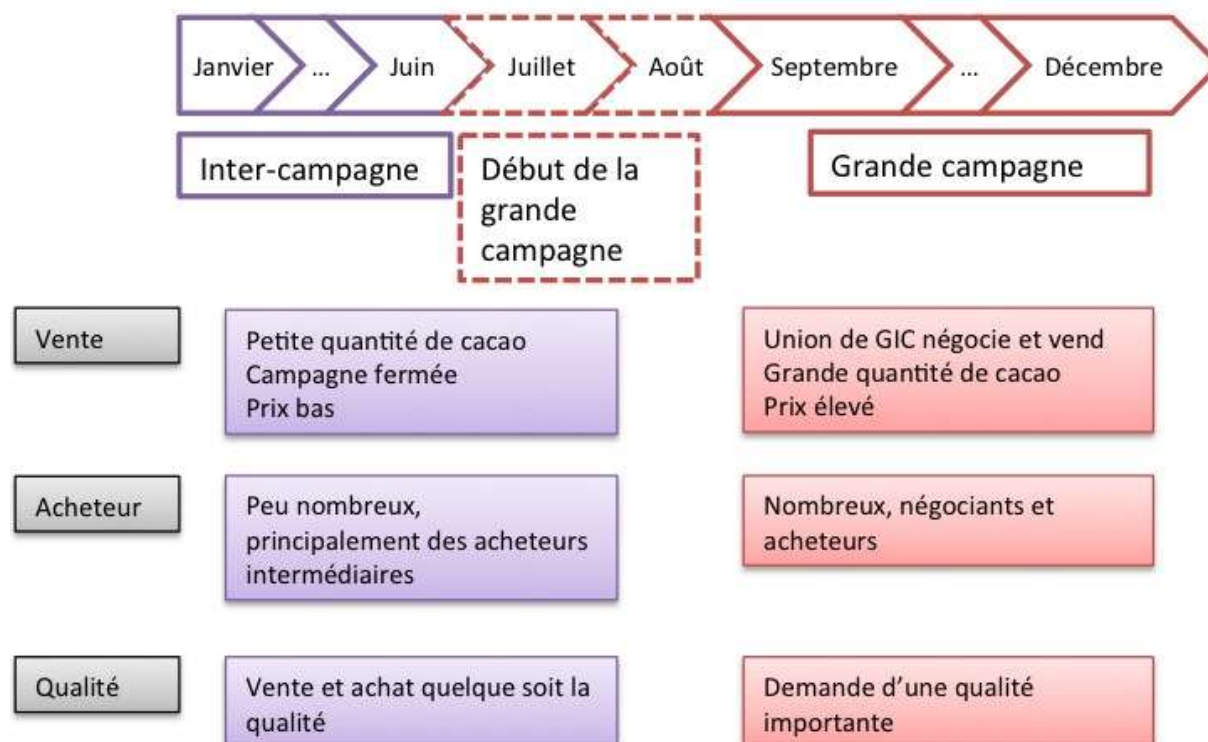 Janvier ... Juin Juillet Août Septembre ... Décembre
Inter-campagne
Début de la
grande
campagne
Grande campagne
Vente
Petite quantité de cacao
Campagne fermée
Prix bas
Union de GIC négocie et vend
Grande quantité de cacao
Prix élevé
Acheteur
Peu nombreux,
principalement des acheteurs
intermédiaires
Nombreux, négociants et
acheteurs
Qualité
Vente et achat quelque soit la
qualité
Demande d’une qualité
importante